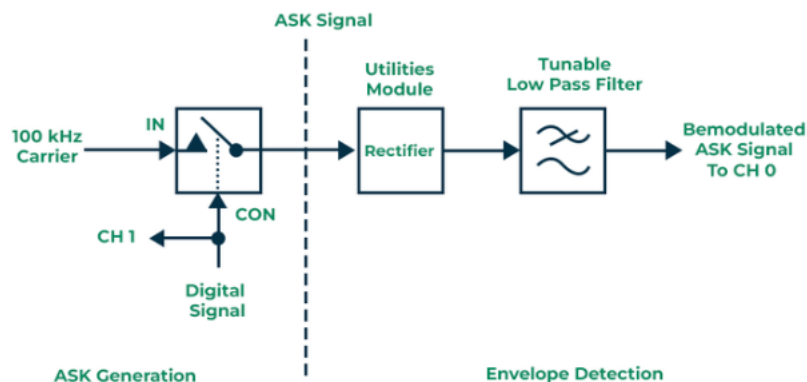 ASK Signal
Utilities
Module
Tunable
Low Pass Filter
100 kHz
Carrier
IN
Rectifier
Bemodulated
ASK Signal
To CH 0
CON
CH 1
Digital
Signal
ASK Generation
Envelope Detection